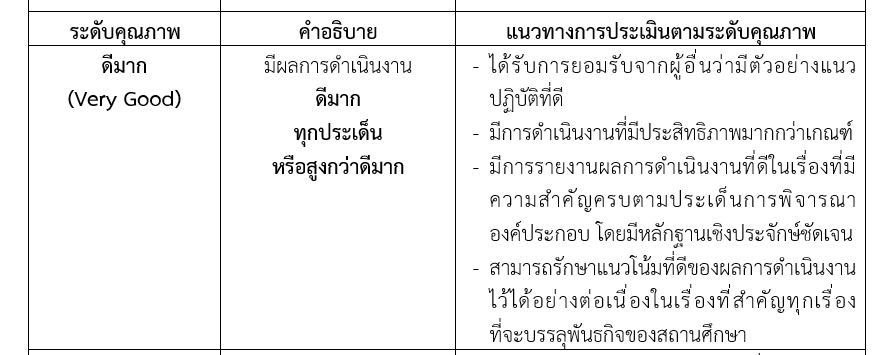 ระดับคุณภาพ คำอธิบาย แนวทางการประเมินตามระดับคุณภาพ
ดีมาก
(Very Good)
มีผลการดำเนินงาน
ดีมาก
ทุกประเด็น
หรือสูงกว่าดีมาก
- ได้รับการยอมรับจากผู้อื่นว่ามีตัวอย่างแนว
ปฏิบัติที่ดี
- มีการดำเนินงานที่มีประสิทธิภาพมากกว่าเกณฑ์
- มีการรายงานผลการดำเนินงานที่ดีในเรื่องที่มี
ความสำคัญครบตามประเด็นการพิจารณา
องค์ประกอบ โดยมีหลักฐานเชิงประจักษ์ชัดเจน
- สามารถรักษาแนวโน้มที่ดีของผลการดำเนินงาน
ไว้ได้อย่างต่อเนื่องในเรื่องที่สำคัญทุกเรื่อง
ที่จะบรรลุพันธกิจของสถานศึกษา